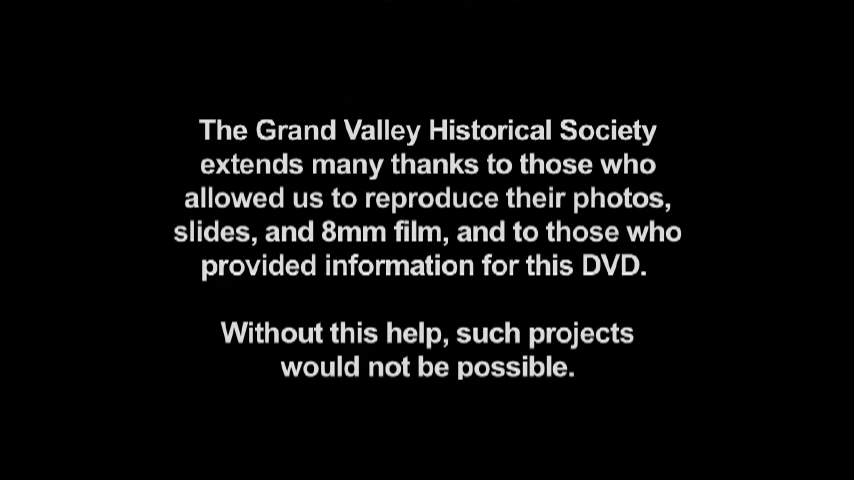 The Grand Valley Historical Society
extends many thanks to those who
allowed us to reproduce their photos,
slides, and 8mm film, and to those who
provided information for this DVD.
Without this help, such projects
would not be possible.